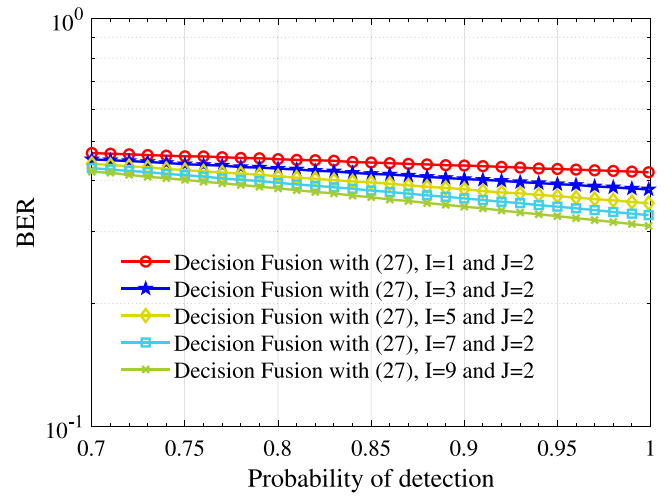 10^0
BER
Decision Fusion with (27), I=1 and J=2
Decision Fusion with (27), I=3 and J=2
Decision Fusion with (27), I=5 and J=2
Decision Fusion with (27), I=7 and J=2
Decision Fusion with (27), I=9 and J=2
10^-1
0.7 0.75 0.8 0.85 0.9 0.95 1
Probability of detection